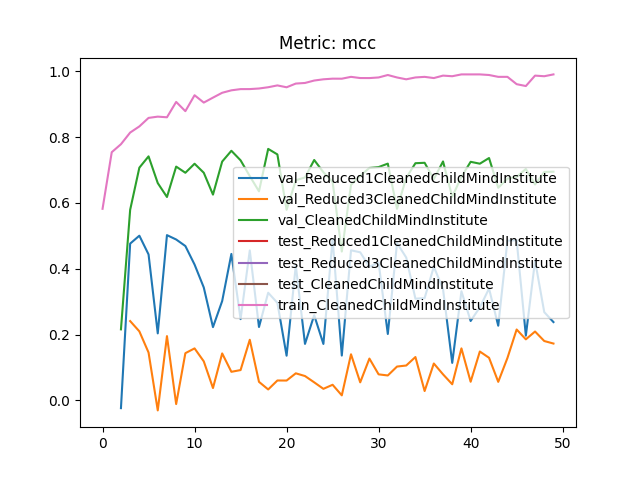 Metric: mcc
1.0
0.8
0.6
0.4
0.2
0.0
val_Reduced1CleanedChildMindInstitute
val_Reduced3CleanedChildMindInstitute
val_CleanedChildMindInstitute
test_Reduced1CleanedChildMindInstitute
test_Reduced3CleanedChildMindInstitute
test_CleanedChildMindInstitute
train_CleanedChildMindInstitute
0 10 20 30 40 50